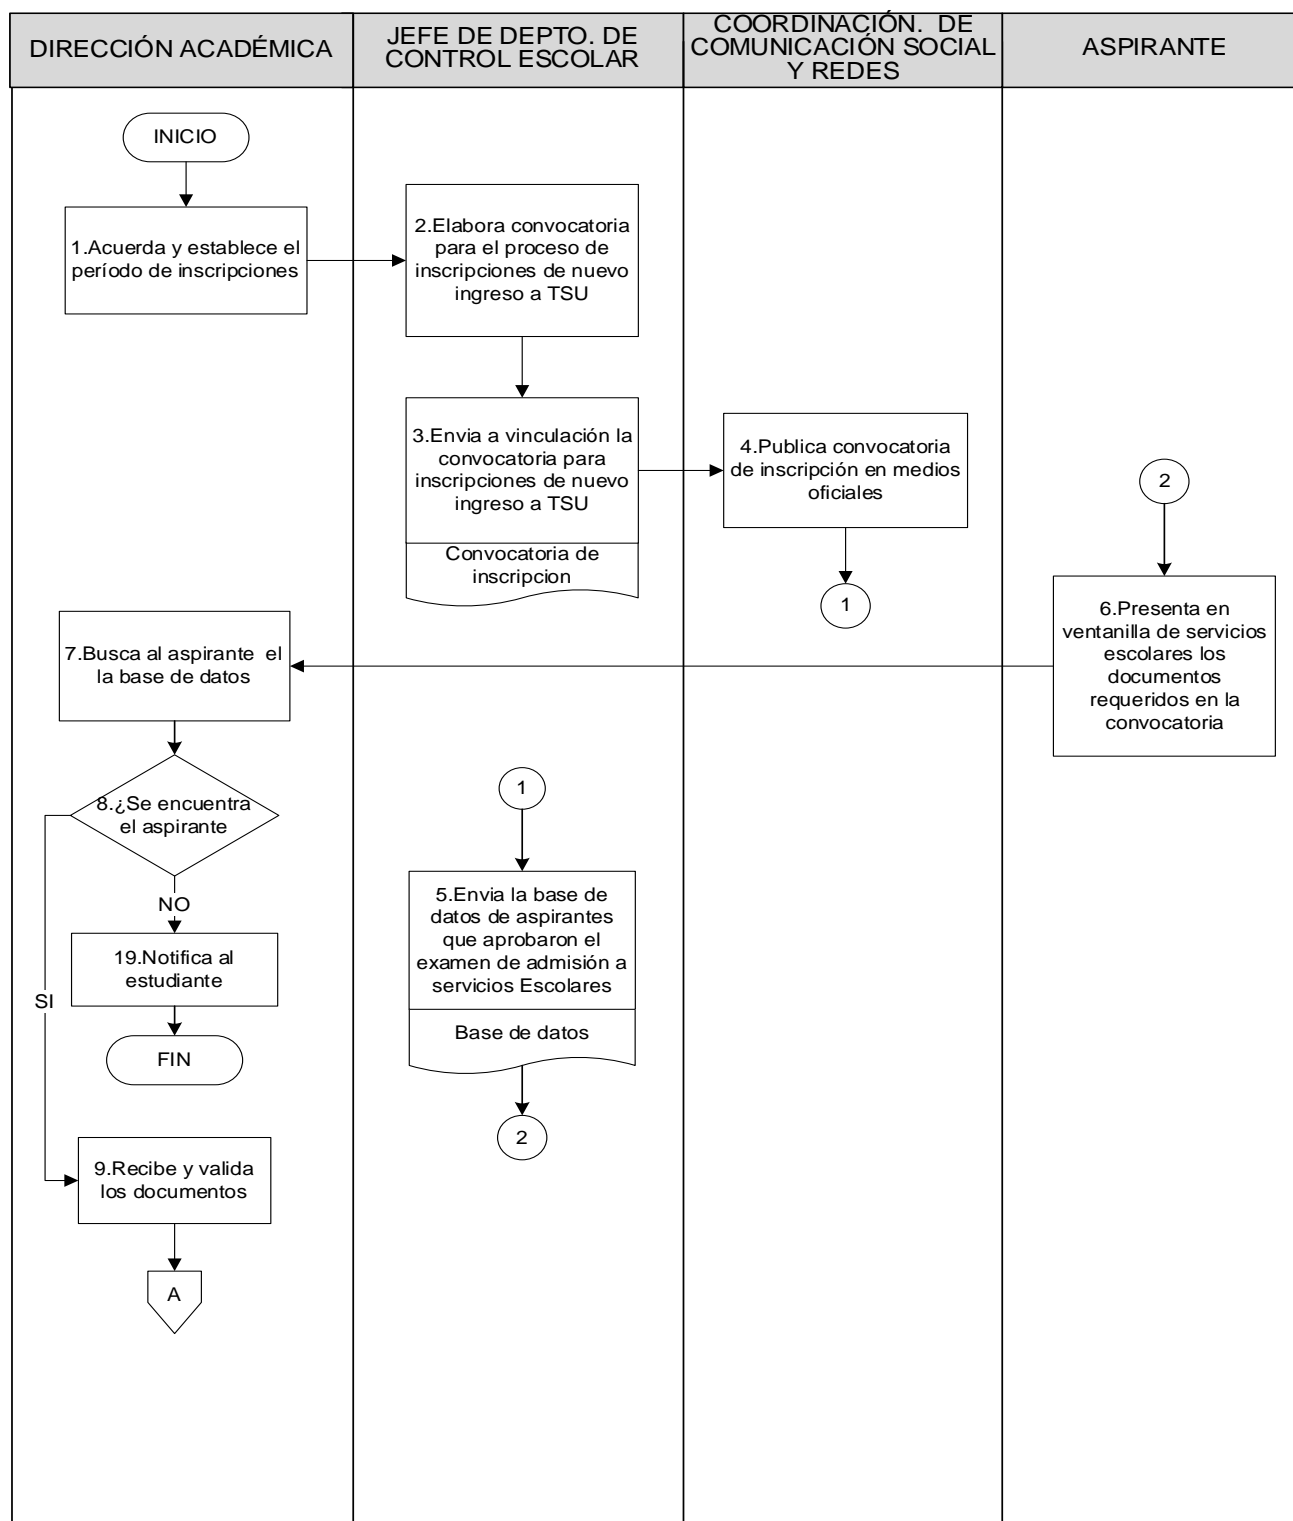 DIRECCIÓN ACADÉMICA
JEFE DE DEPTO. DE
CONTROL ESCOLAR
COORDINACIÓN. DE
COMUNICACIÓN SOCIAL
Y REDES
ASPIRANTE
INICIO
1.Acuerda y establece el
período de inscripciones
2.Elabora convocatoria
para el proceso de
inscripciones de nuevo
ingreso a TSU
3.Envia a vinculación la
convocatoria para
inscripciones de nuevo
ingreso a TSU
Convocatoria de
inscripcion
4.Publica convocatoria
de inscripción en medios
oficiales
1
2
6.Presenta en
ventanilla de servicios
escolares los
documentos
requeridos en la
convocatoria
7.Busca al aspirante el
la base de datos
8.¿Se encuentra
el aspirante
NO
SI
19.Notifica al
estudiante
FIN
1
5.Envia la base de
datos de aspirantes
que aprobaron el
examen de admisión a
servicios Escolares
Base de datos
2
9.Recibe y valida
los documentos
A